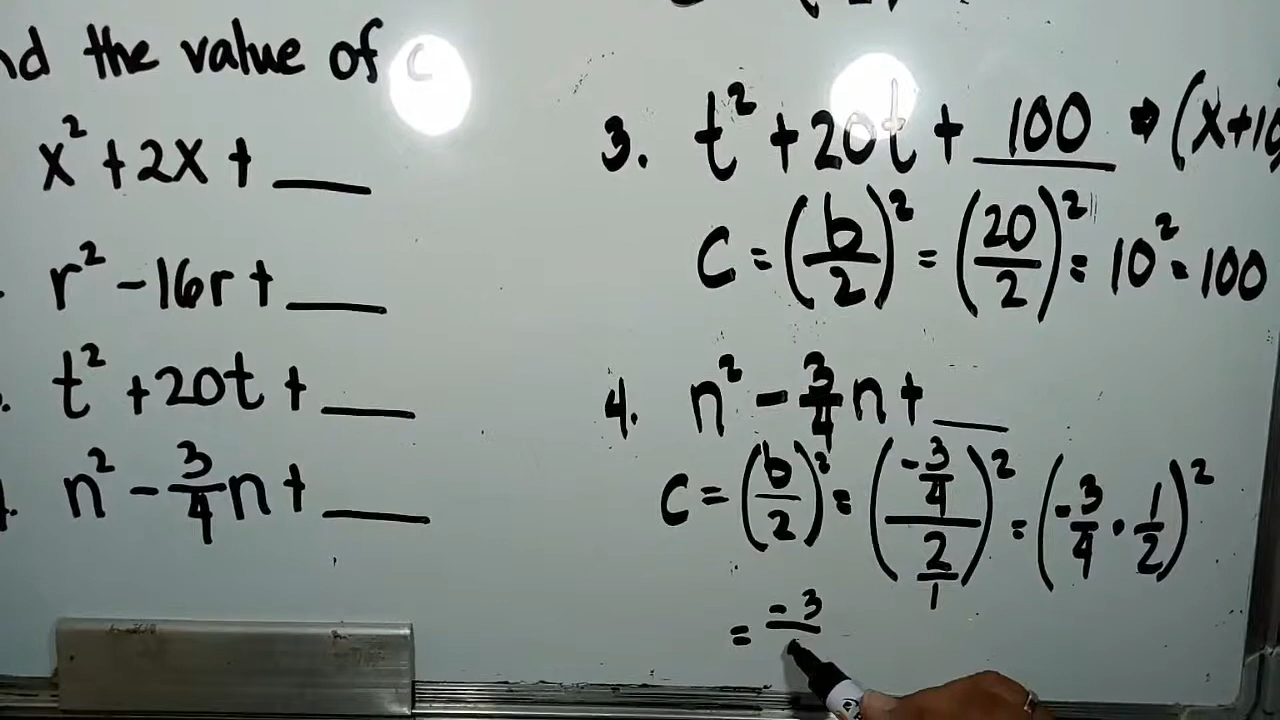 nd the value of c
x² + 2x + ___
r² - 16r + ___
t² + 20t + ___
n² - 3/4 n + ___
3. t² + 20t + 100 ⇒ (x+10
C = (b/2)² = (20/2)² = 10² = 100
4. n² - 3/4 n + ___
C = (b/2)² = ((-3/4)/(2/1))² = (-3/4 · 1/2)²
= -3